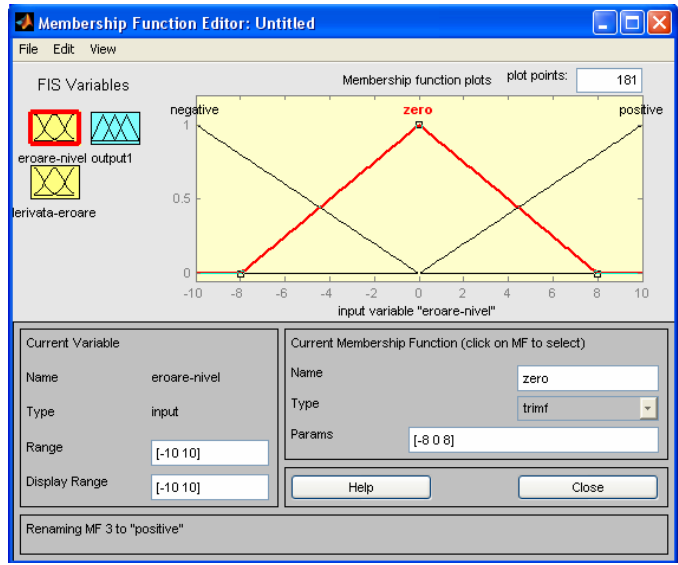 Membership Function Editor: Untitled
File Edit View
FIS Variables
Membership function plots plot points: 181
eroare-nivel output1
lerivata-eroare
negative zero positive
1
0.5
0
-10 -8 -6 -4 -2 0 2 4 6 8 10
input variable "eroare-nivel"
Current Variable
Name eroare-nivel
Type input
Range [-10 10]
Display Range [-10 10]
Current Membership Function (click on MF to select)
Name zero
Type trimf
Params [-8 0 8]
Help Close
Renaming MF 3 to "positive"